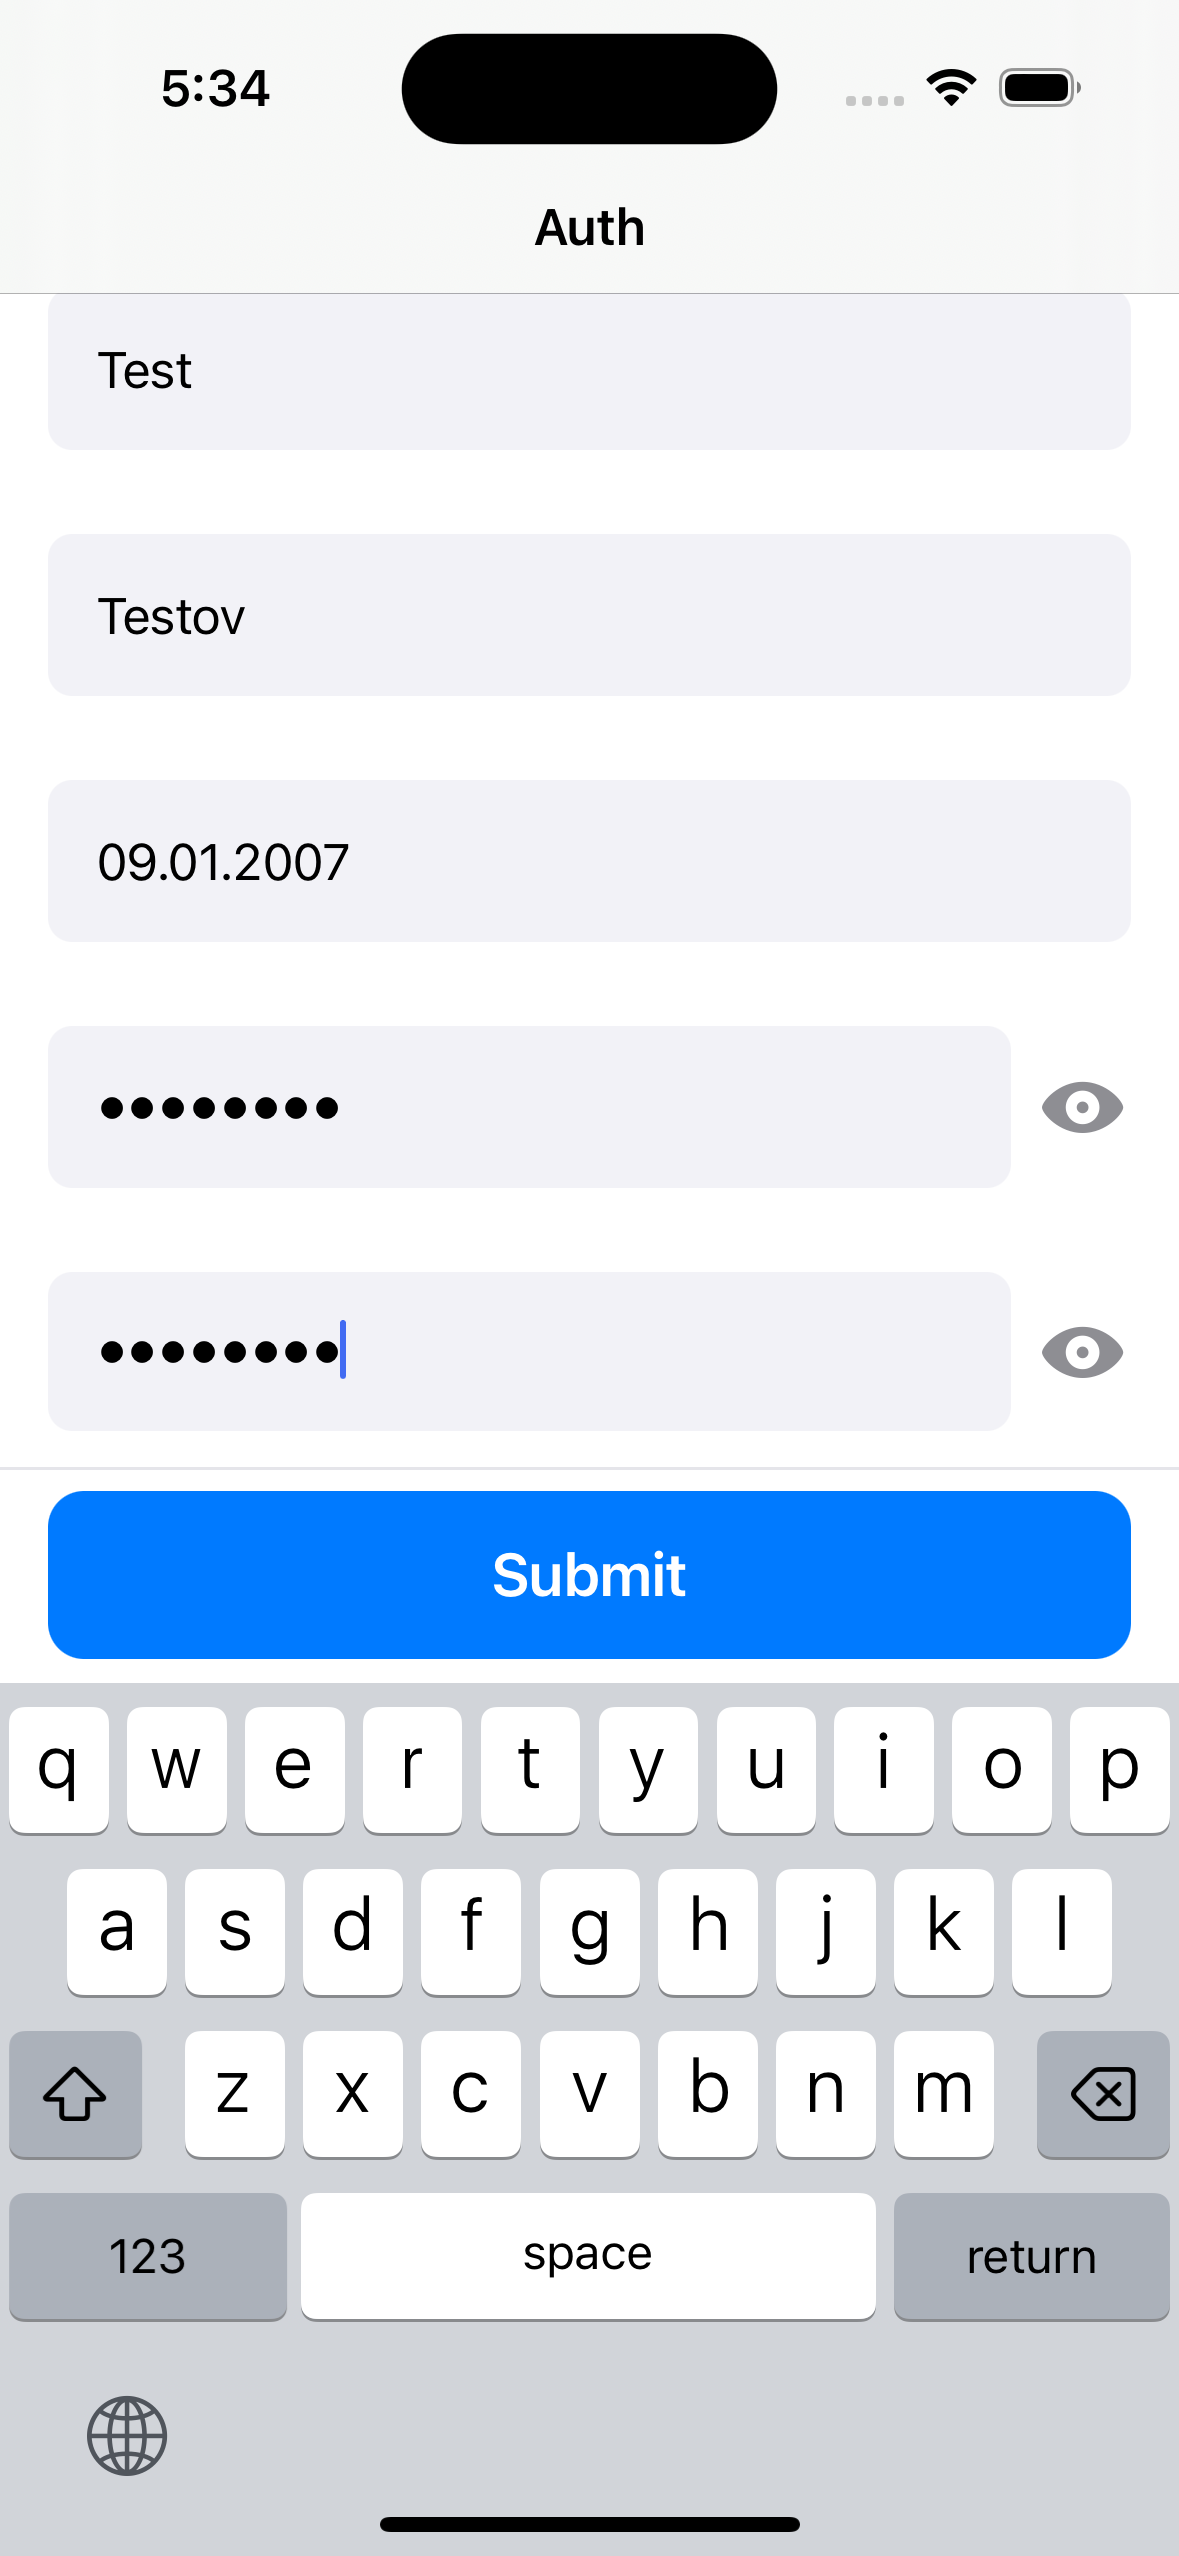 5:34
Auth
Test
Testov
09.01.2007
••••••••
••••••••
Submit
q w e r t y u i o p
a s d f g h j k l
z x c v b n m
123 space return